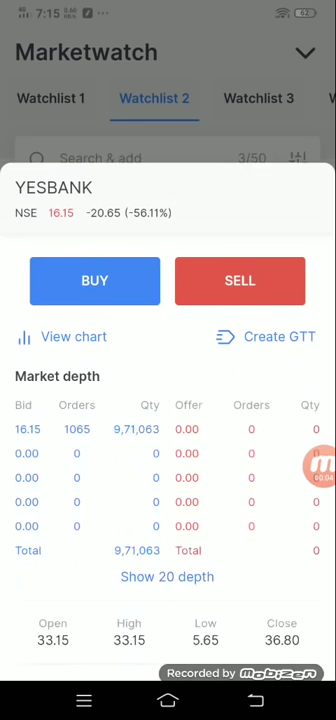 7:15
62
Marketwatch
Watchlist 1 Watchlist 2 Watchlist 3
Search & add 3/50
YESBANK
NSE 16.15 -20.65 (-56.11%)
BUY SELL
View chart Create GTT
Market depth
Bid Orders Qty Offer Orders Qty
16.15 1065 9,71,063 0.00 0 0
0.00 0 0 0.00 0 0
0.00 0 0 0.00 0 0
0.00 0 0 0.00 0 0
0.00 0 0 0.00 0 0
00:04
Total 9,71,063 Total 0
Show 20 depth
Open High Low Close
33.15 33.15 5.65 36.80
Recorded by mobizen